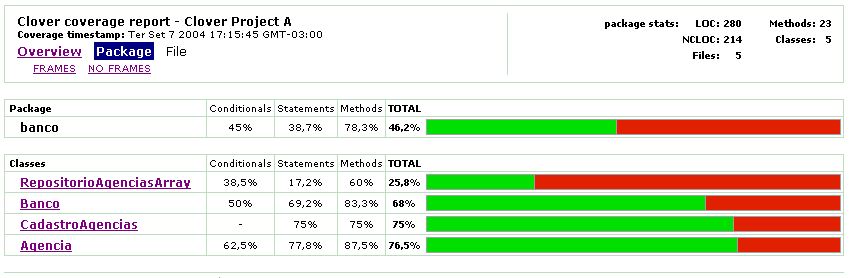 Clover coverage report - Clover Project A
Coverage timestamp: Ter Set 7 2004 17:15:45 GMT-03:00
Overview Package File
FRAMES NO FRAMES
package stats: LOC: 280 Methods: 23
NCLOC: 214 Classes: 5
Files: 5
Package Conditionals Statements Methods TOTAL
banco 45% 38,7% 78,3% 46,2%
Classes Conditionals Statements Methods TOTAL
RepositorioAgenciasArray 38,5% 17,2% 60% 25,8%
Banco 50% 69,2% 83,3% 68%
CadastroAgencias - 75% 75% 75%
Agencia 62,5% 77,8% 87,5% 76,5%